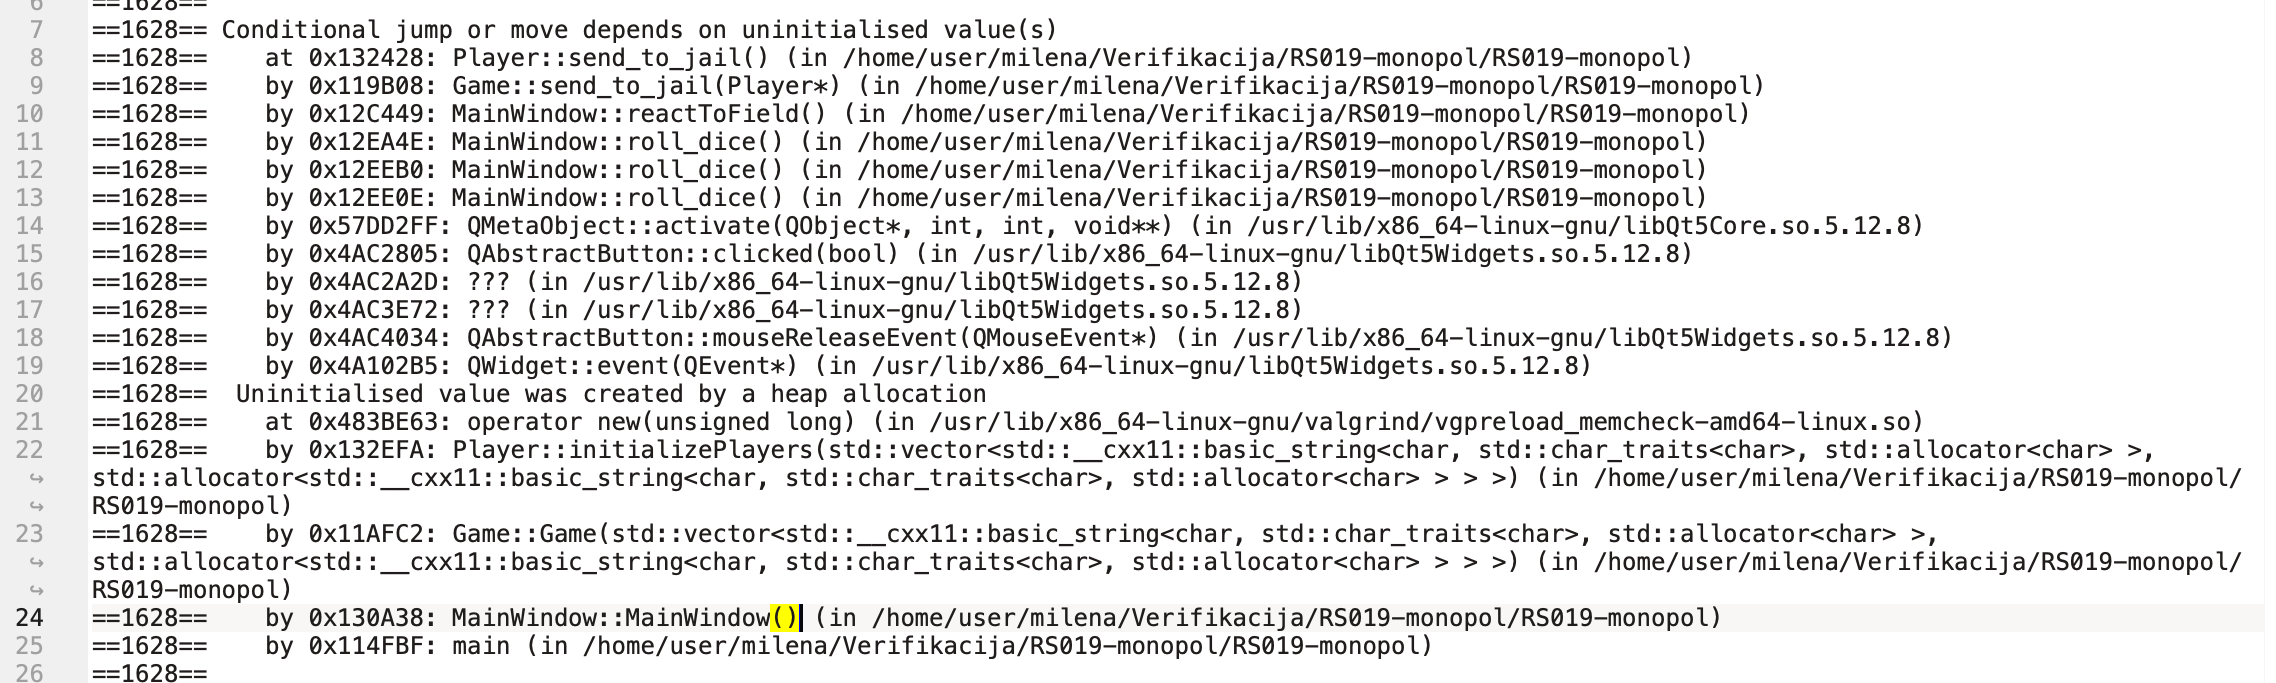 6 ==1628==
7 ==1628== Conditional jump or move depends on uninitialised value(s)
8 ==1628==    at 0x132428: Player::send_to_jail() (in /home/user/milena/Verifikacija/RS019-monopol/RS019-monopol)
9 ==1628==    by 0x119B08: Game::send_to_jail(Player*) (in /home/user/milena/Verifikacija/RS019-monopol/RS019-monopol)
10 ==1628==    by 0x12C449: MainWindow::reactToField() (in /home/user/milena/Verifikacija/RS019-monopol/RS019-monopol)
11 ==1628==    by 0x12EA4E: MainWindow::roll_dice() (in /home/user/milena/Verifikacija/RS019-monopol/RS019-monopol)
12 ==1628==    by 0x12EEB0: MainWindow::roll_dice() (in /home/user/milena/Verifikacija/RS019-monopol/RS019-monopol)
13 ==1628==    by 0x12EE0E: MainWindow::roll_dice() (in /home/user/milena/Verifikacija/RS019-monopol/RS019-monopol)
14 ==1628==    by 0x57DD2FF: QMetaObject::activate(QObject*, int, int, void**) (in /usr/lib/x86_64-linux-gnu/libQt5Core.so.5.12.8)
15 ==1628==    by 0x4AC2805: QAbstractButton::clicked(bool) (in /usr/lib/x86_64-linux-gnu/libQt5Widgets.so.5.12.8)
16 ==1628==    by 0x4AC2A2D: ??? (in /usr/lib/x86_64-linux-gnu/libQt5Widgets.so.5.12.8)
17 ==1628==    by 0x4AC3E72: ??? (in /usr/lib/x86_64-linux-gnu/libQt5Widgets.so.5.12.8)
18 ==1628==    by 0x4AC4034: QAbstractButton::mouseReleaseEvent(QMouseEvent*) (in /usr/lib/x86_64-linux-gnu/libQt5Widgets.so.5.12.8)
19 ==1628==    by 0x4A102B5: QWidget::event(QEvent*) (in /usr/lib/x86_64-linux-gnu/libQt5Widgets.so.5.12.8)
20 ==1628==  Uninitialised value was created by a heap allocation
21 ==1628==    at 0x483BE63: operator new(unsigned long) (in /usr/lib/x86_64-linux-gnu/valgrind/vgpreload_memcheck-amd64-linux.so)
22 ==1628==    by 0x132EFA: Player::initializePlayers(std::vector<std::__cxx11::basic_string<char, std::char_traits<char>, std::allocator<char> >,
↪ std::allocator<std::__cxx11::basic_string<char, std::char_traits<char>, std::allocator<char> > > >) (in /home/user/milena/Verifikacija/RS019-monopol/
↪ RS019-monopol)
23 ==1628==    by 0x11AFC2: Game::Game(std::vector<std::__cxx11::basic_string<char, std::char_traits<char>, std::allocator<char> >,
↪ std::allocator<std::__cxx11::basic_string<char, std::char_traits<char>, std::allocator<char> > > >) (in /home/user/milena/Verifikacija/RS019-monopol/
↪ RS019-monopol)
24 ==1628==    by 0x130A38: MainWindow::MainWindow() (in /home/user/milena/Verifikacija/RS019-monopol/RS019-monopol)
25 ==1628==    by 0x114FBF: main (in /home/user/milena/Verifikacija/RS019-monopol/RS019-monopol)
26 ==1628==